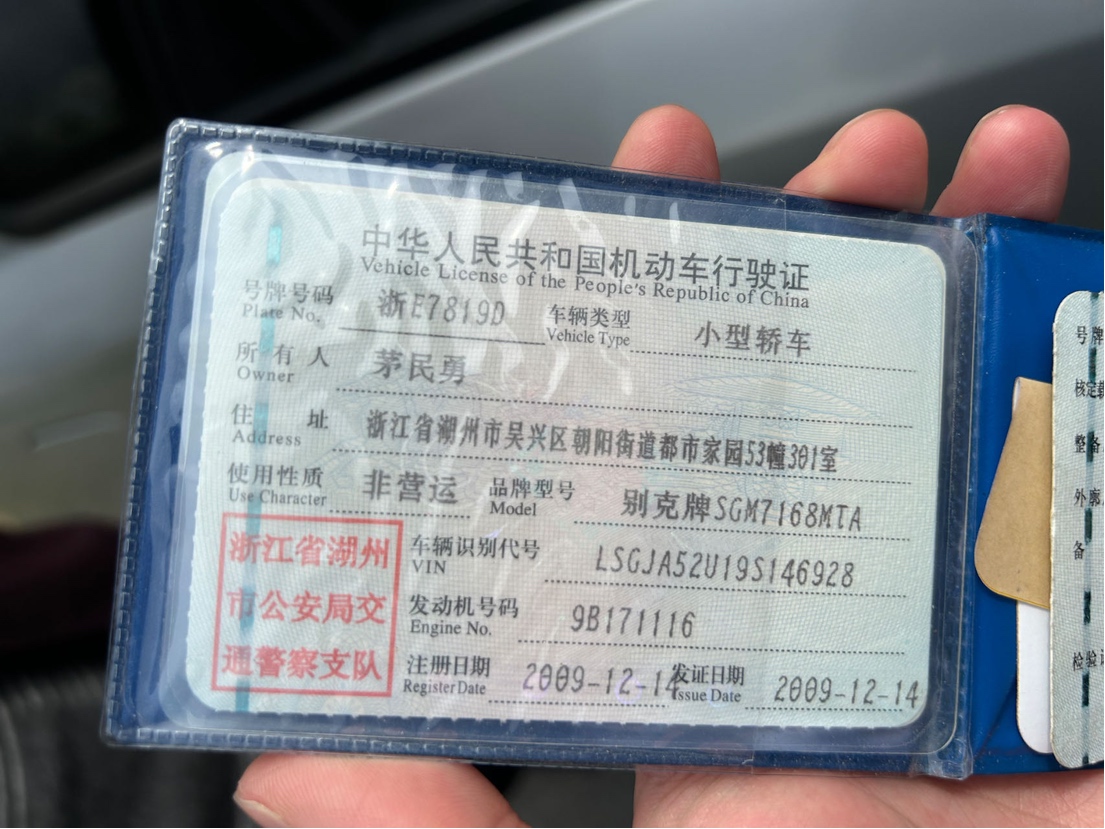 中华人民共和国机动车行驶证
Vehicle License of the People's Republic of China
号牌号码 浙E7819D 车辆类型 小型轿车
Plate No. Vehicle Type
所有人 茅民勇
Owner
住址 浙江省湖州市吴兴区朝阳街道都市家园53幢301室
Address
使用性质 非营运 品牌型号 别克牌SGM7168MTA
Use Character Model
车辆识别代号 LSGJA52U19S146928
VIN
发动机号码 9B171116
Engine No.
注册日期 2009-12-14 发证日期 2009-12-14
Register Date Issue Date
浙江省湖州
市公安局交
通警察支队
号牌
核定载
整备
外廓
备
检验记